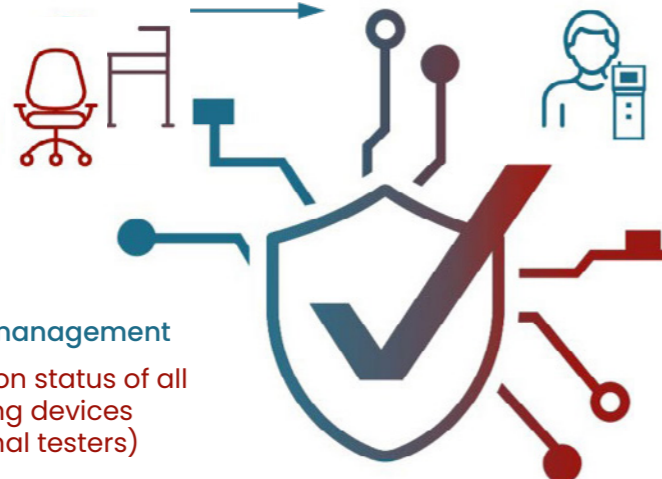 management
on status of all
ng devices
nal testers)